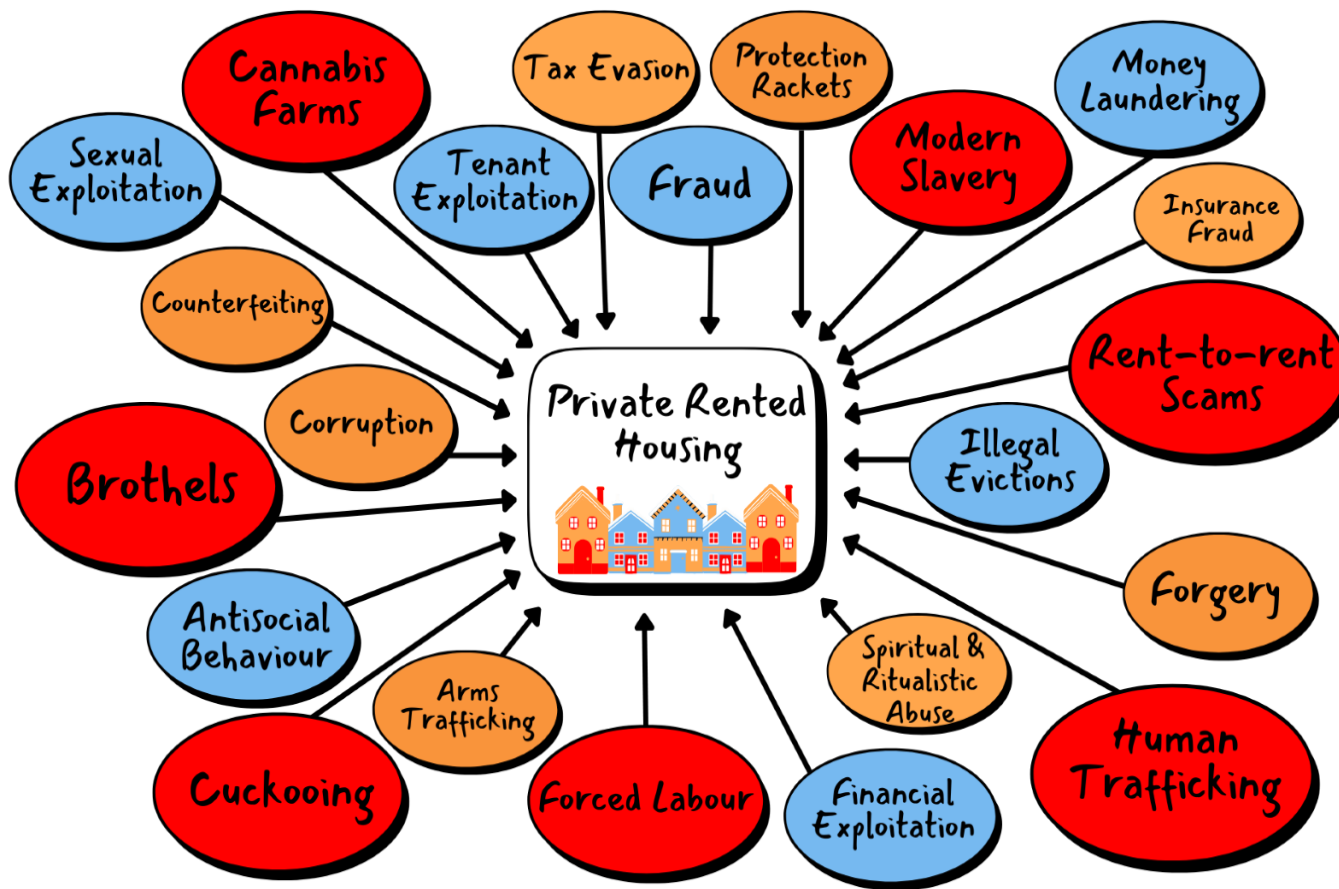 Cannabis
Farms
Tax Evasion
Protection
Rackets
Money
Laundering
Sexual
Exploitation
Tenant
Exploitation
Fraud
Modern
Slavery
Insurance
Fraud
Counterfeiting
Rent-to-rent
Scams
Corruption
Private Rented
Housing
Illegal
Evictions
Brothels
Antisocial
Behaviour
Forgery
Arms
Trafficking
Spiritual &
Ritualistic
Abuse
Cuckooing
Forced Labour
Financial
Exploitation
Human
Trafficking